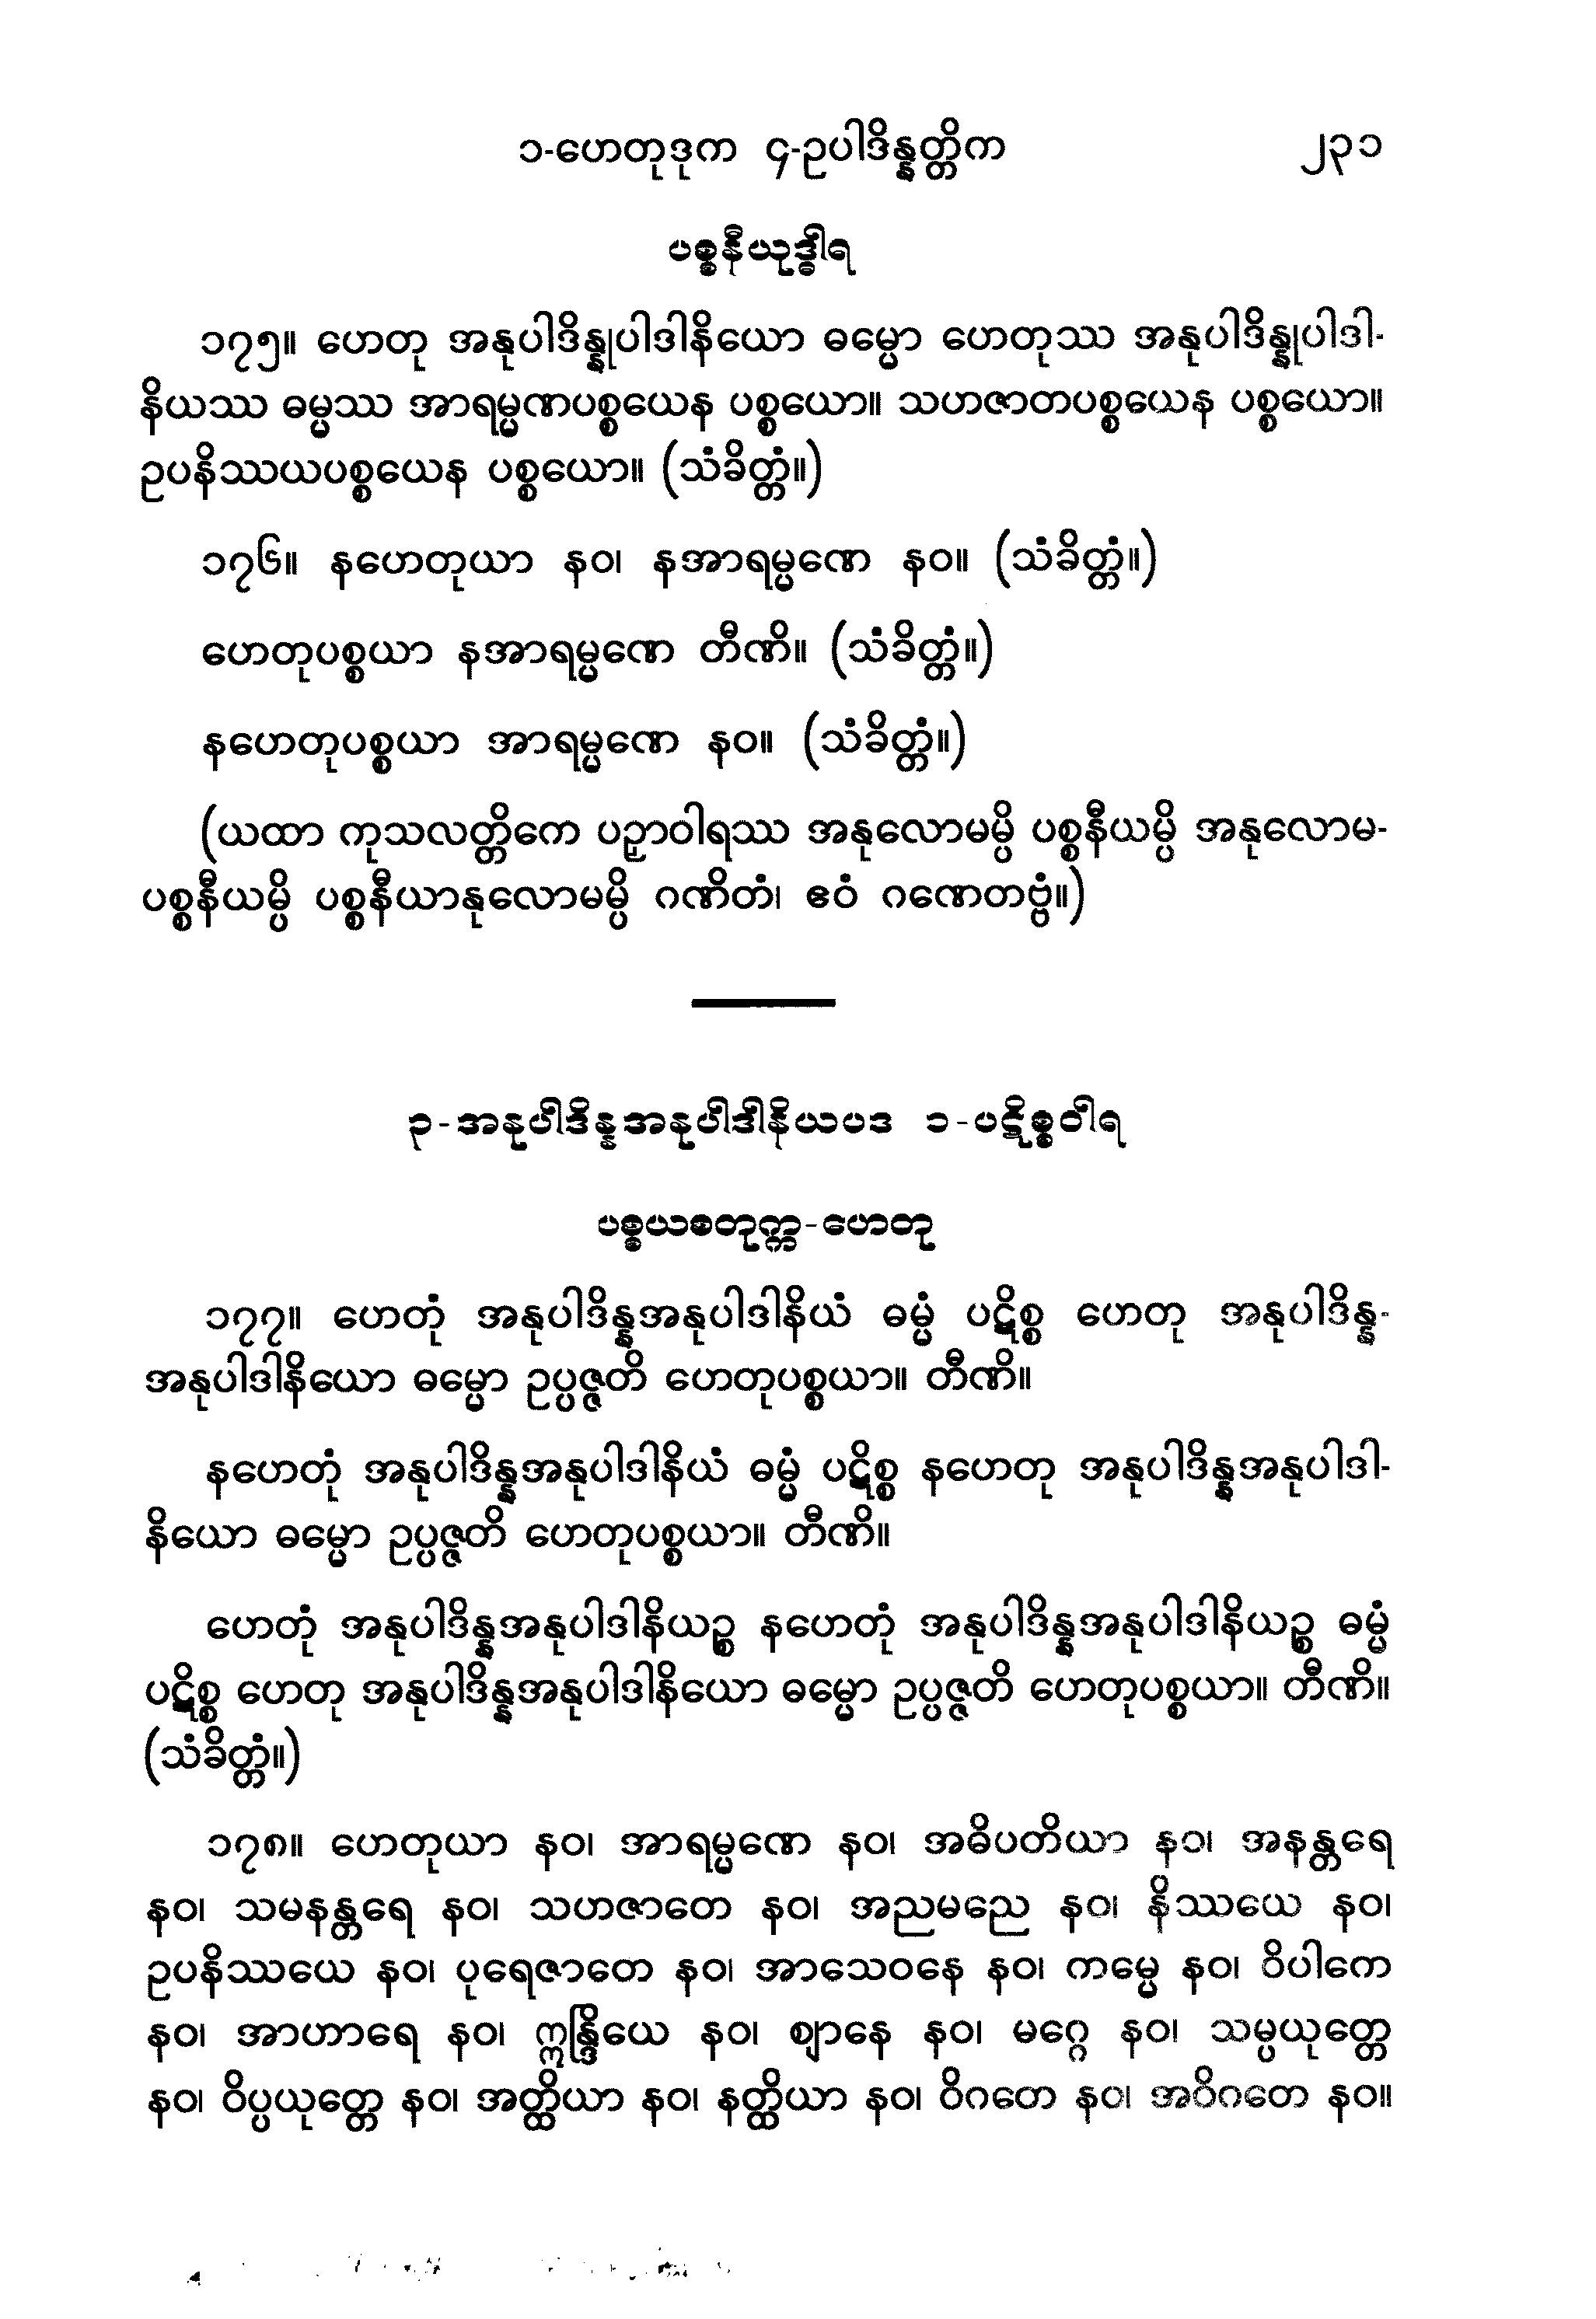 ၁-ဟေတုဒုက ၄-ဥပါဒိန္နတ္တိက ၂၃၁
ပစ္စနီယုဒ္ဓါရ
၁၇၅။ ဟေတု အနုပါဒိန္နုပါဒါနိယော ဓမ္မော ဟေတုဿ အနုပါဒိန္နုပါဒါ-
နိယဿ ဓမ္မဿ အာရမ္မဏပစ္စယေန ပစ္စယော။ သဟဇာတပစ္စယေန ပစ္စယော။
ဥပနိဿယပစ္စယေန ပစ္စယော။ (သံခိတ္တံ။)
၁၇၆။ နဟေတုယာ နဝ၊ နအာရမ္မဏေ နဝ။ (သံခိတ္တံ။)
ဟေတုပစ္စယာ နအာရမ္မဏေ တီဏိ။ (သံခိတ္တံ။)
နဟေတုပစ္စယာ အာရမ္မဏေ နဝ။ (သံခိတ္တံ။)
(ယထာ ကုသလတ္တိကေ ပဉှာဝါရဿ အနုလောမမ္ပိ ပစ္စနီယမ္ပိ အနုလောမ-
ပစ္စနီယမ္ပိ ပစ္စနီယာနုလောမမ္ပိ ဂဏိတံ၊ ဧဝံ ဂဏေတဗ္ဗံ။)
၃-အနုပါဒိန္နအနုပါဒါနိယပဒ ၁-ပဋိစ္စဝါရ
ပစ္စယစတုက္က-ဟေတု
၁၇၇။ ဟေတုံ အနုပါဒိန္နအနုပါဒါနိယံ ဓမ္မံ ပဋိစ္စ ဟေတု အနုပါဒိန္န-
အနုပါဒါနိယော ဓမ္မော ဥပ္ပဇ္ဇတိ ဟေတုပစ္စယာ။ တီဏိ။
နဟေတုံ အနုပါဒိန္နအနုပါဒါနိယံ ဓမ္မံ ပဋိစ္စ နဟေတု အနုပါဒိန္နအနုပါဒါ-
နိယော ဓမ္မော ဥပ္ပဇ္ဇတိ ဟေတုပစ္စယာ။ တီဏိ။
ဟေတုံ အနုပါဒိန္နအနုပါဒါနိယဉ္စ နဟေတုံ အနုပါဒိန္နအနုပါဒါနိယဉ္စ ဓမ္မံ
ပဋိစ္စ ဟေတု အနုပါဒိန္နအနုပါဒါနိယော ဓမ္မော ဥပ္ပဇ္ဇတိ ဟေတုပစ္စယာ။ တီဏိ။
(သံခိတ္တံ။)
၁၇၈။ ဟေတုယာ နဝ၊ အာရမ္မဏေ နဝ၊ အဓိပတိယာ နဝ၊ အနန္တရေ
နဝ၊ သမနန္တရေ နဝ၊ သဟဇာတေ နဝ၊ အညမညေ နဝ၊ နိဿယေ နဝ၊
ဥပနိဿယေ နဝ၊ ပုရေဇာတေ နဝ၊ အာသေဝနေ နဝ၊ ကမ္မေ နဝ၊ ဝိပါကေ
နဝ၊ အာဟာရေ နဝ၊ ဣန္ဒြိယေ နဝ၊ ဈာနေ နဝ၊ မဂ္ဂေ နဝ၊ သမ္ပယုတ္တေ
နဝ၊ ဝိပ္ပယုတ္တေ နဝ၊ အတ္ထိယာ နဝ၊ နတ္ထိယာ နဝ၊ ဝိဂတေ နဝ၊ အဝိဂတေ နဝ။